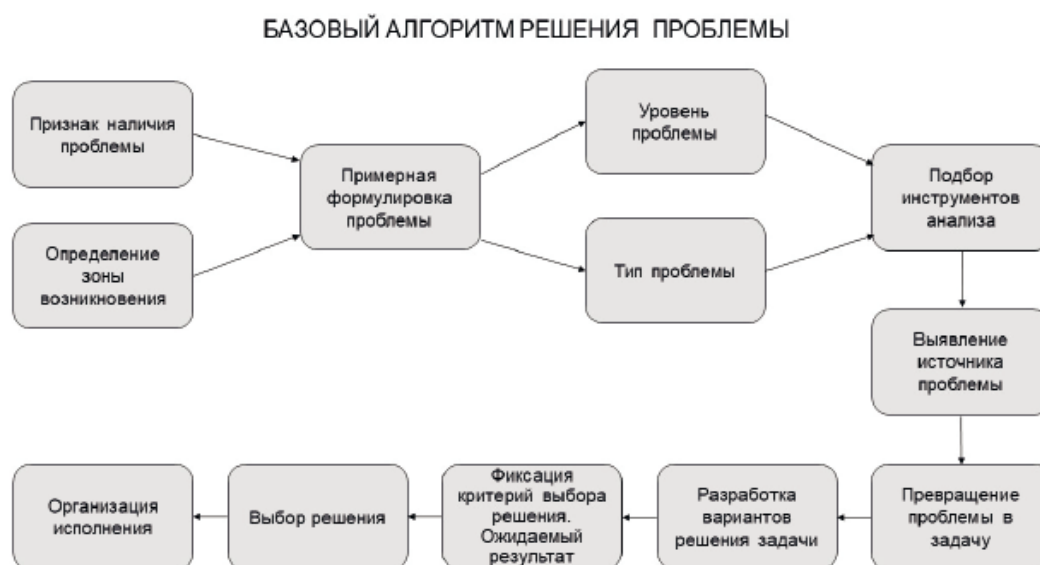 БАЗОВЫЙ АЛГОРИТМ РЕШЕНИЯ ПРОБЛЕМЫ
Признак наличия
проблемы
Определение
зоны
возникновения
Примерная
формулировка
проблемы
Уровень
проблемы
Тип проблемы
Подбор
инструментов
анализа
Выявление
источника
проблемы
Превращение
проблемы в
задачу
Разработка
вариантов
решения задачи
Фиксация
критерий выбора
решения.
Ожидаемый
результат
Выбор решения
Организация
исполнения